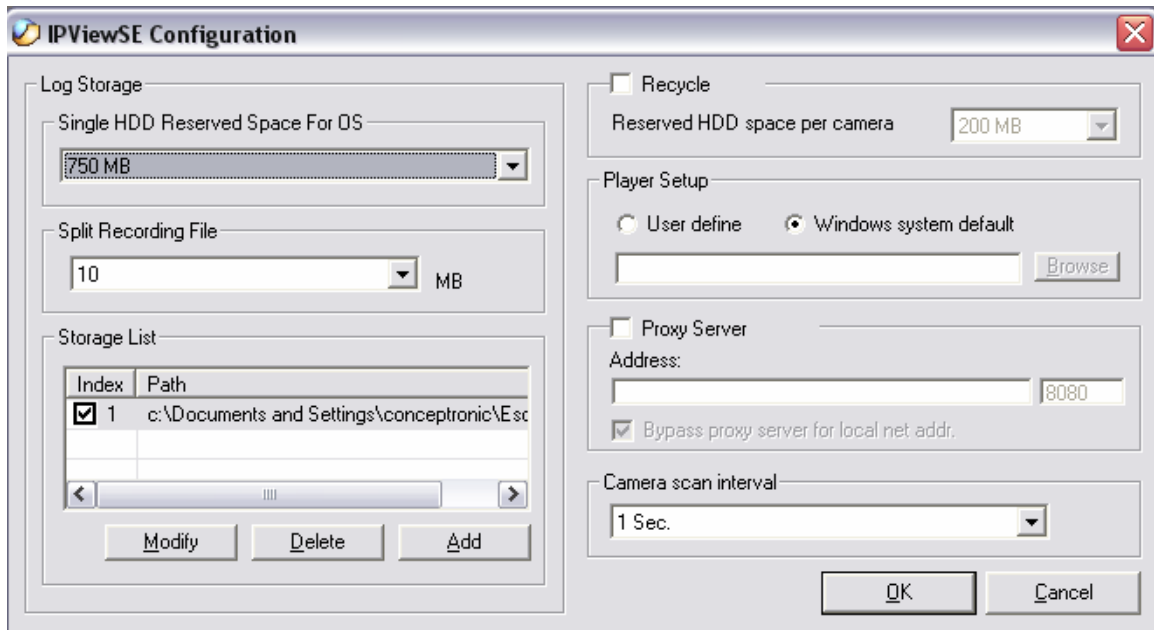 IPViewSE Configuration
Log Storage
Single HDD Reserved Space For OS
750 MB
Split Recording File
10
MB
Storage List
Index Path
1 c:\Documents and Settings\conceptronic\Esc
Modify Delete Add
Recycle
Reserved HDD space per camera 200 MB
Player Setup
User define Windows system default
Browse
Proxy Server
Address:
8080
Bypass proxy server for local net addr.
Camera scan interval
1 Sec.
OK Cancel